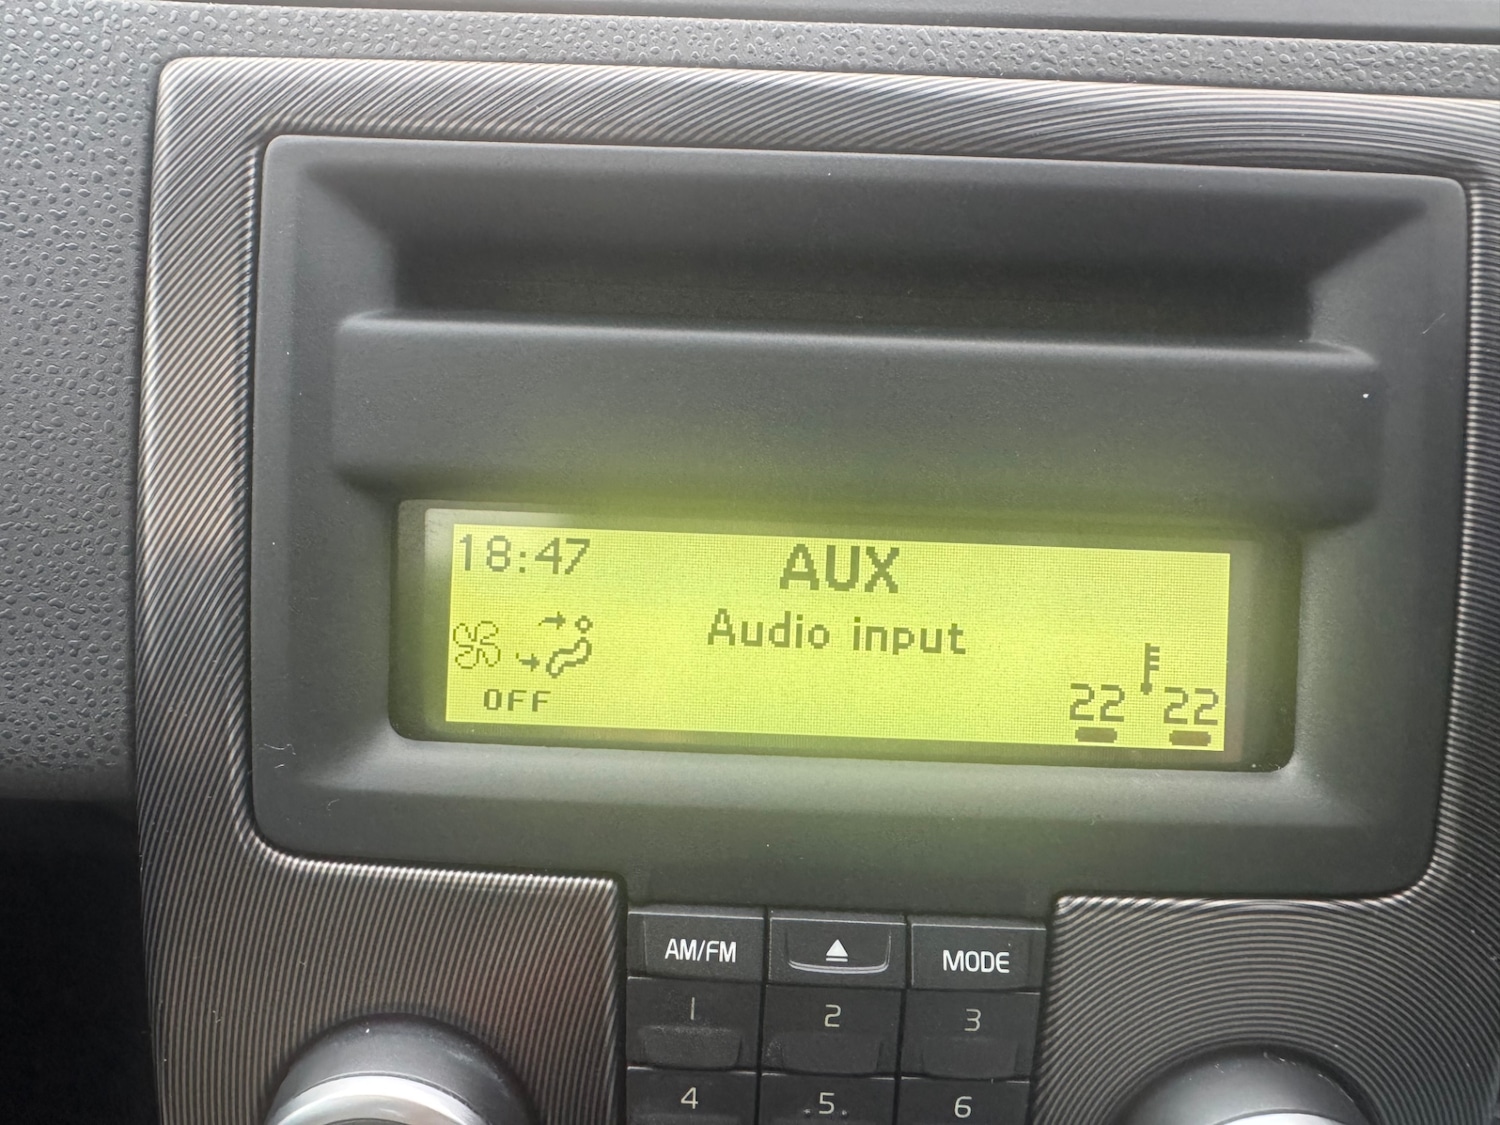 18:47
AUX
Audio input
OFF
22 22
AM/FM MODE
1 2 3
4 .5. 6